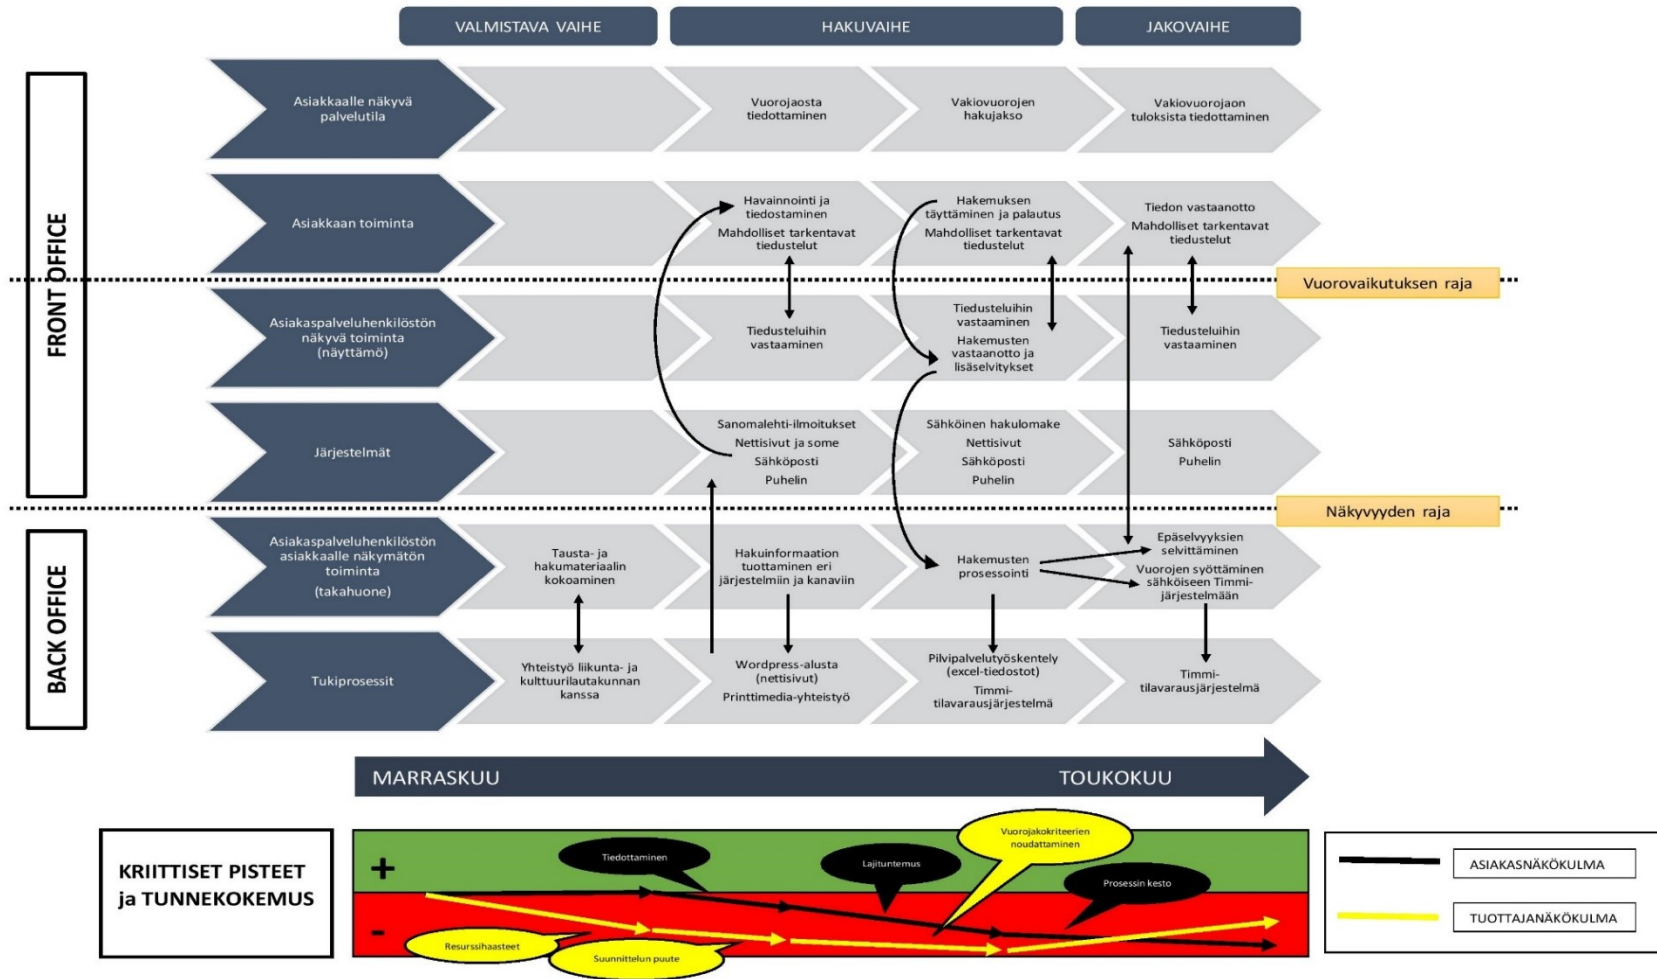 VALMISTAVA VAIHE
HAKUVAIHE
JAKOVAIHE
FRONT OFFICE
Asiakkaalle näkyvä
palvelutila
Vuorojaosta
tiedottaminen
Vakiovuorojen
hakujakso
Vakiovuorojaon
tuloksista tiedottaminen
Asiakkaan toiminta
Havainnointi ja
tiedostaminen
Mahdolliset tarkentavat
tiedustelut
Hakemuksen
täyttäminen ja palautus
Mahdolliset tarkentavat
tiedustelut
Tiedon vastaanotto
Mahdolliset tarkentavat
tiedustelut
Vuorovaikutuksen raja
Asiakaspalveluhenkilöstön
näkyvä toiminta
(näyttämö)
Tiedusteluihin
vastaaminen
Tiedusteluihin
vastaaminen
Hakemusten
vastaanotto ja
lisäselvitykset
Tiedusteluihin
vastaaminen
Järjestelmät
Sanomalehti-ilmoitukset
Nettisivut ja some
Sähköposti
Puhelin
Sähköinen hakulomake
Nettisivut
Sähköposti
Puhelin
Sähköposti
Puhelin
Näkyvyyden raja
BACK OFFICE
Asiakaspalveluhenkilöstön
asiakkaalle näkymätön
toiminta
(takahuone)
Tausta- ja
hakumateriaalin
kokoaminen
Hakuinformaation
tuottaminen eri
järjestelmiin ja kanaviin
Hakemusten
prosessointi
Epäselvyyksien
selvittäminen
Vuorojen syöttäminen
sähköiseen Timmi-
järjestelmään
Tukiprosessit
Yhteistyö liikunta- ja
kulttuurilautakunnan
kanssa
Wordpress-alusta
(nettisivut)
Printtimedia-yhteistyö
Pilvipalvelutyöskentely
(excel-tiedostot)
Timmi-
tilavarausjärjestelmä
Timmi-
tilavarausjärjestelmä
MARRASKUU
TOUKOKUU
KRIITTISET PISTEET
ja TUNNEKOKEMUS
+
-
Tiedottaminen
Lajituntemus
Vuorojakokriteerien
noudattaminen
Prosessin kesto
Resurssihaasteet
Suunnittelun puute
ASIAKASNÄKÖKULMA
TUOTTAJANÄKÖKULMA